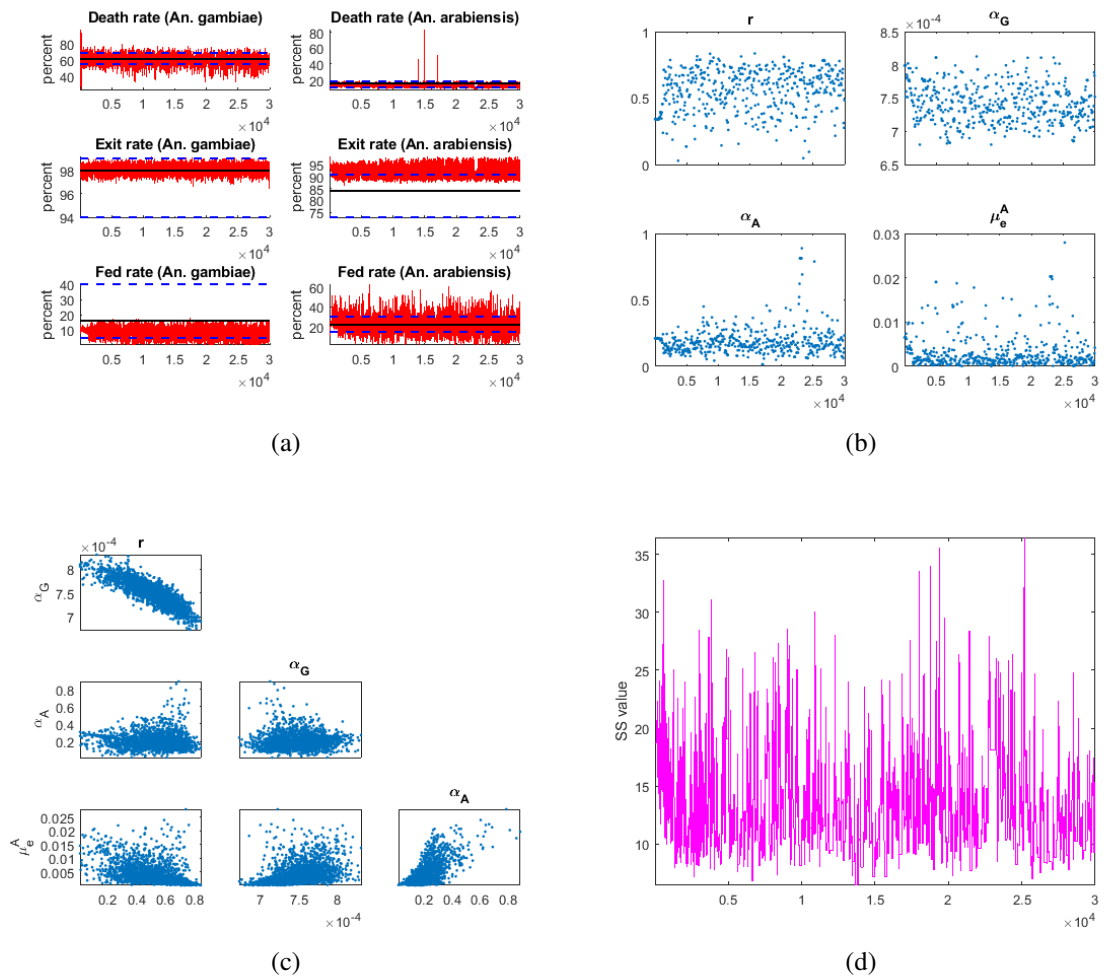 Death rate (An. gambiae)
percent
80
60
40
0.5 1 1.5 2 2.5 3
×10^4
Death rate (An. arabiensis)
percent
80
60
40
20
0.5 1 1.5 2 2.5 3
×10^4
Exit rate (An. gambiae)
percent
98
96
94
0.5 1 1.5 2 2.5 3
×10^4
Exit rate (An. arabiensis)
percent
95
90
85
80
75
0.5 1 1.5 2 2.5 3
×10^4
Fed rate (An. gambiae)
percent
40
30
20
10
0.5 1 1.5 2 2.5 3
×10^4
Fed rate (An. arabiensis)
percent
60
40
20
0.5 1 1.5 2 2.5 3
×10^4
(a)
r
1
0.5
0
α_G
8.5 ×10^-4
8
7.5
7
6.5
α_A
1
0.5
0
0.5 1 1.5 2 2.5 3
×10^4
μ_e^A
0.03
0.02
0.01
0
0.5 1 1.5 2 2.5 3
×10^4
(b)
×10^-4
r
α_G
8
7.5
7
α_A
0.8
0.6
0.4
0.2
α_G
μ_e^A
0.025
0.02
0.015
0.01
0.005
0.2 0.4 0.6 0.8
7 7.5 8
×10^-4
α_A
0.2 0.4 0.6 0.8
(c)
SS value
35
30
25
20
15
10
0.5 1 1.5 2 2.5 3
×10^4
(d)